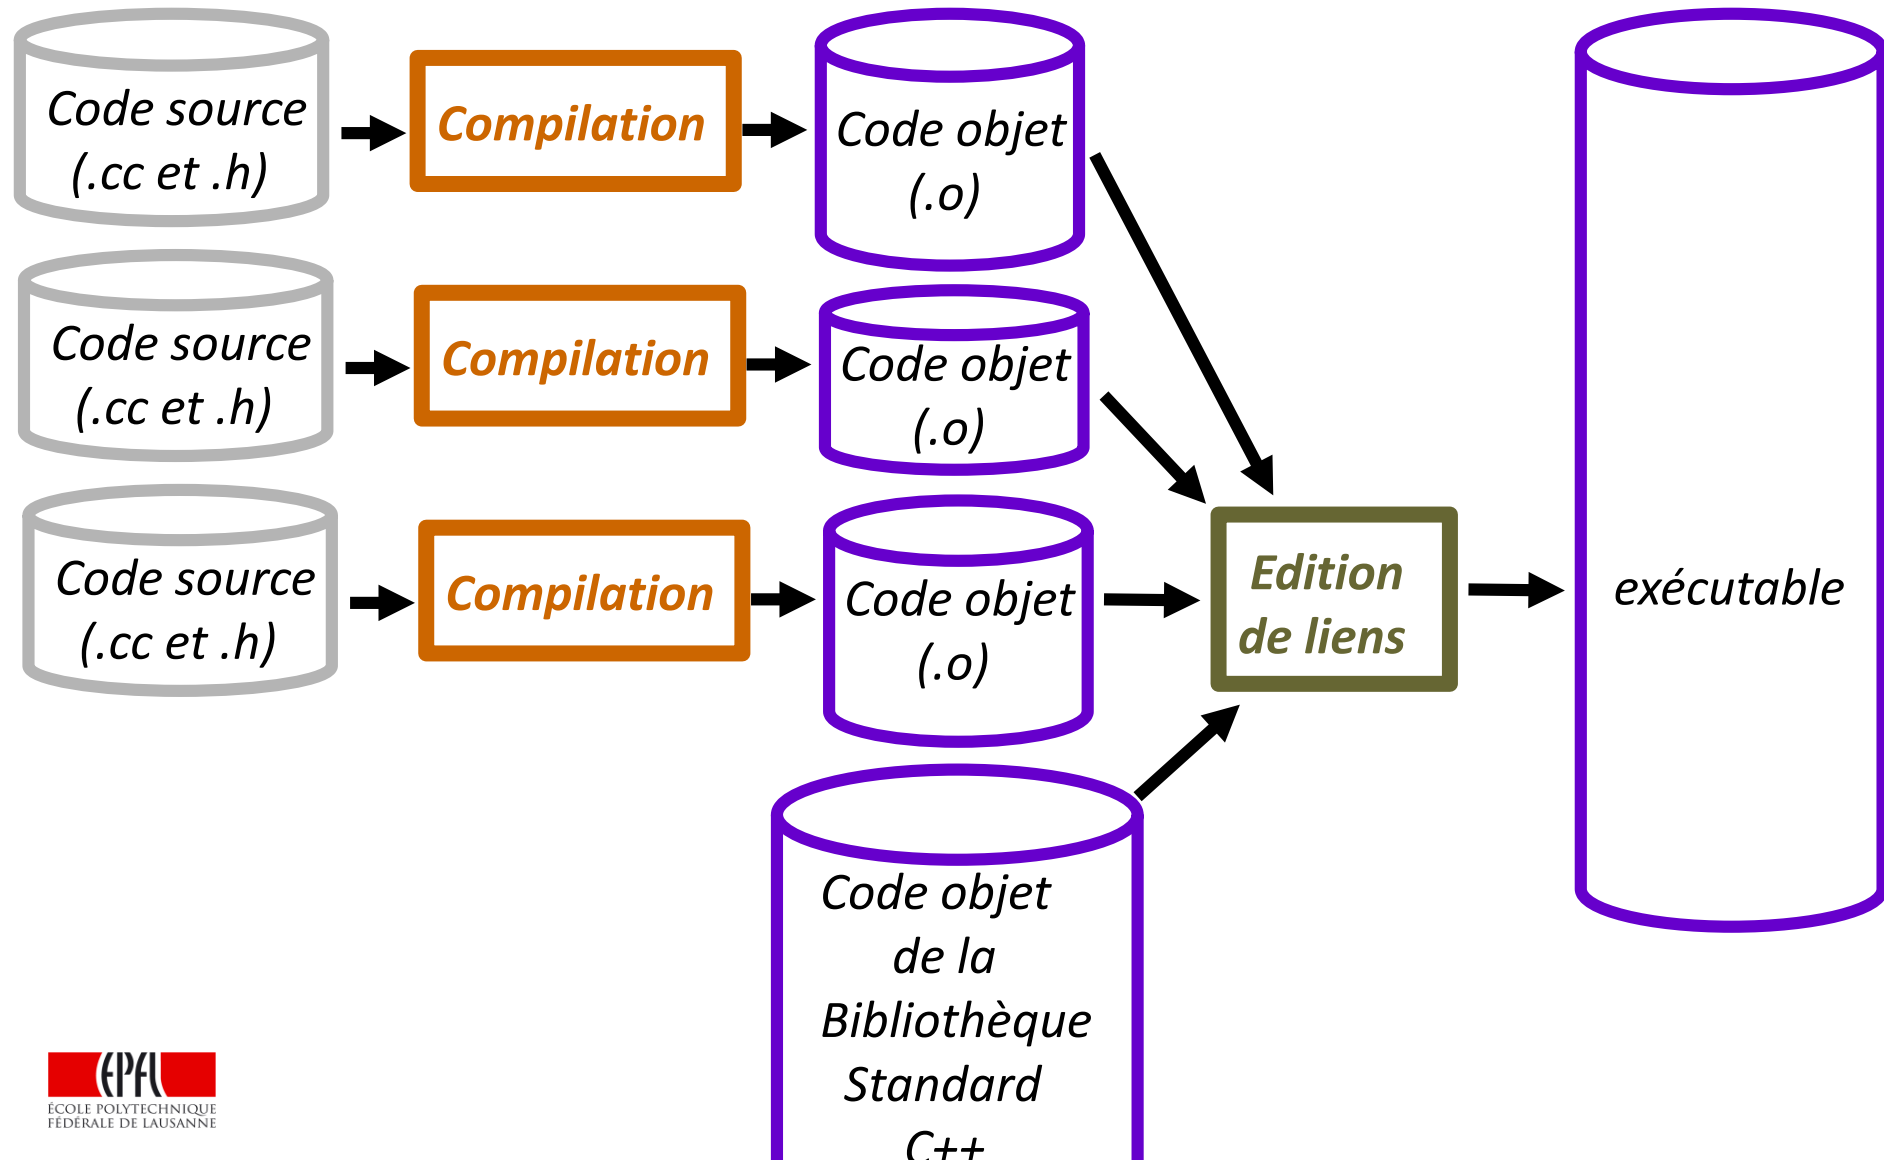 Code source
(.cc et .h)
Compilation
Code objet
(.o)
Code source
(.cc et .h)
Compilation
Code objet
(.o)
Code source
(.cc et .h)
Compilation
Code objet
(.o)
Edition
de liens
exécutable
Code objet
de la
Bibliothèque
Standard
C++
EPFL
ÉCOLE POLYTECHNIQUE
FÉDÉRALE DE LAUSANNE